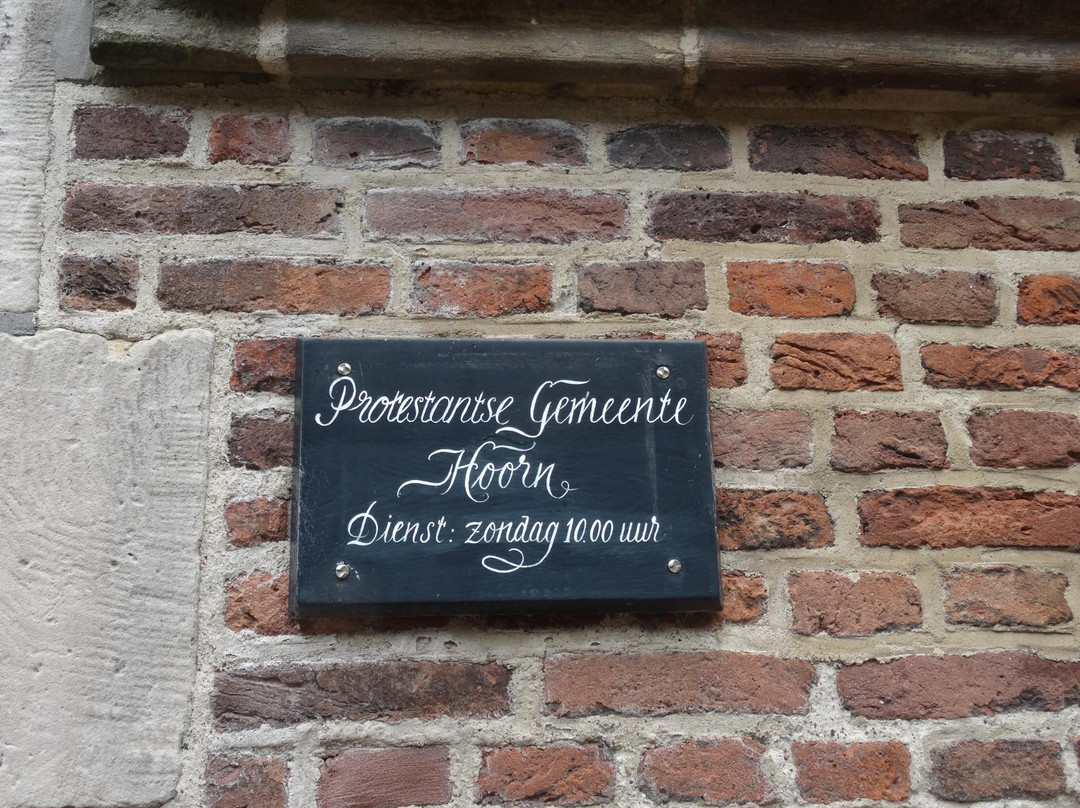 Protestantse Gemeente
Hoorn
Dienst: zondag 10.00 uur